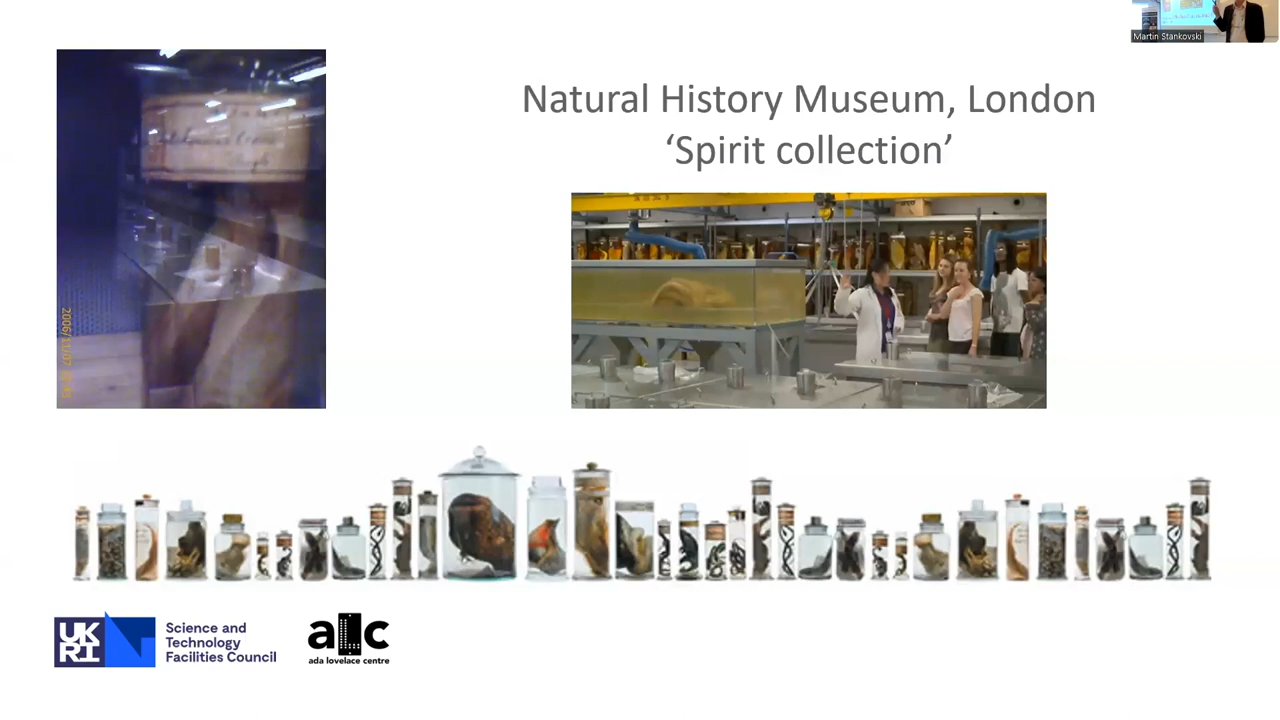 Martin Stankovski
Natural History Museum, London
‘Spirit collection’
UK
RI
Science and
Technology
Facilities Council
alc
ada lovelace centre